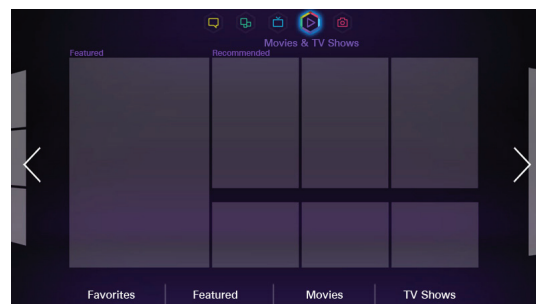 Movies & TV Shows
Featured
Recommended
Favorites
Featured
Movies
TV Shows